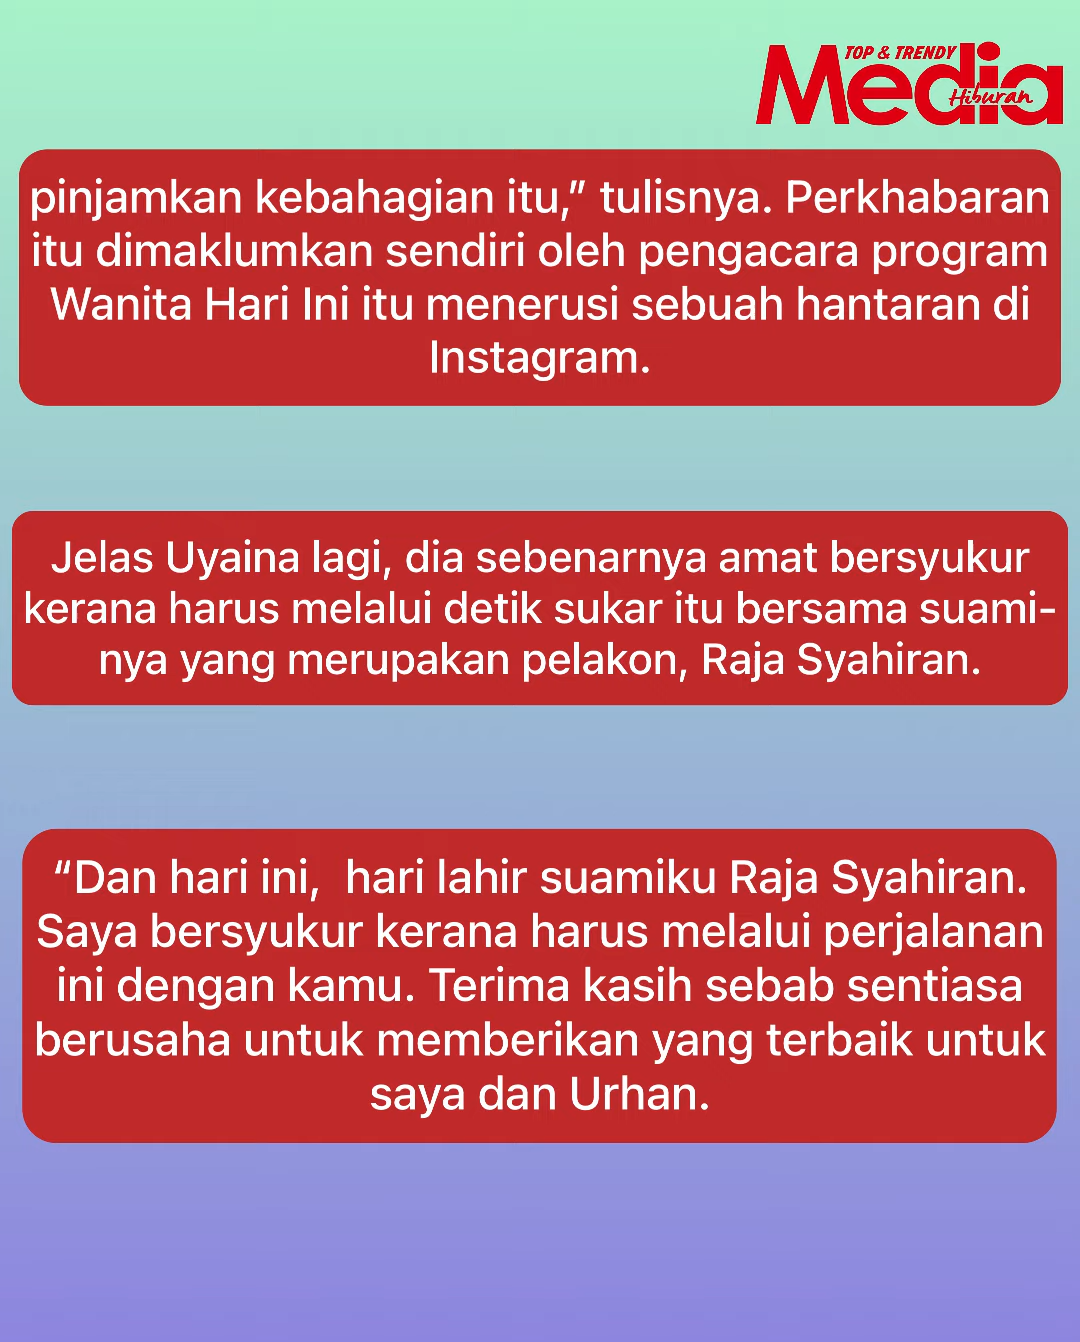 TOP & TRENDY
Media
Hiburan
pinjamkan kebahagian itu,” tulisnya. Perkhabaran
itu dimaklumkan sendiri oleh pengacara program
Wanita Hari Ini itu menerusi sebuah hantaran di
Instagram.
Jelas Uyaina lagi, dia sebenarnya amat bersyukur
kerana harus melalui detik sukar itu bersama suami-
nya yang merupakan pelakon, Raja Syahiran.
“Dan hari ini,  hari lahir suamiku Raja Syahiran.
Saya bersyukur kerana harus melalui perjalanan
ini dengan kamu. Terima kasih sebab sentiasa
berusaha untuk memberikan yang terbaik untuk
saya dan Urhan.